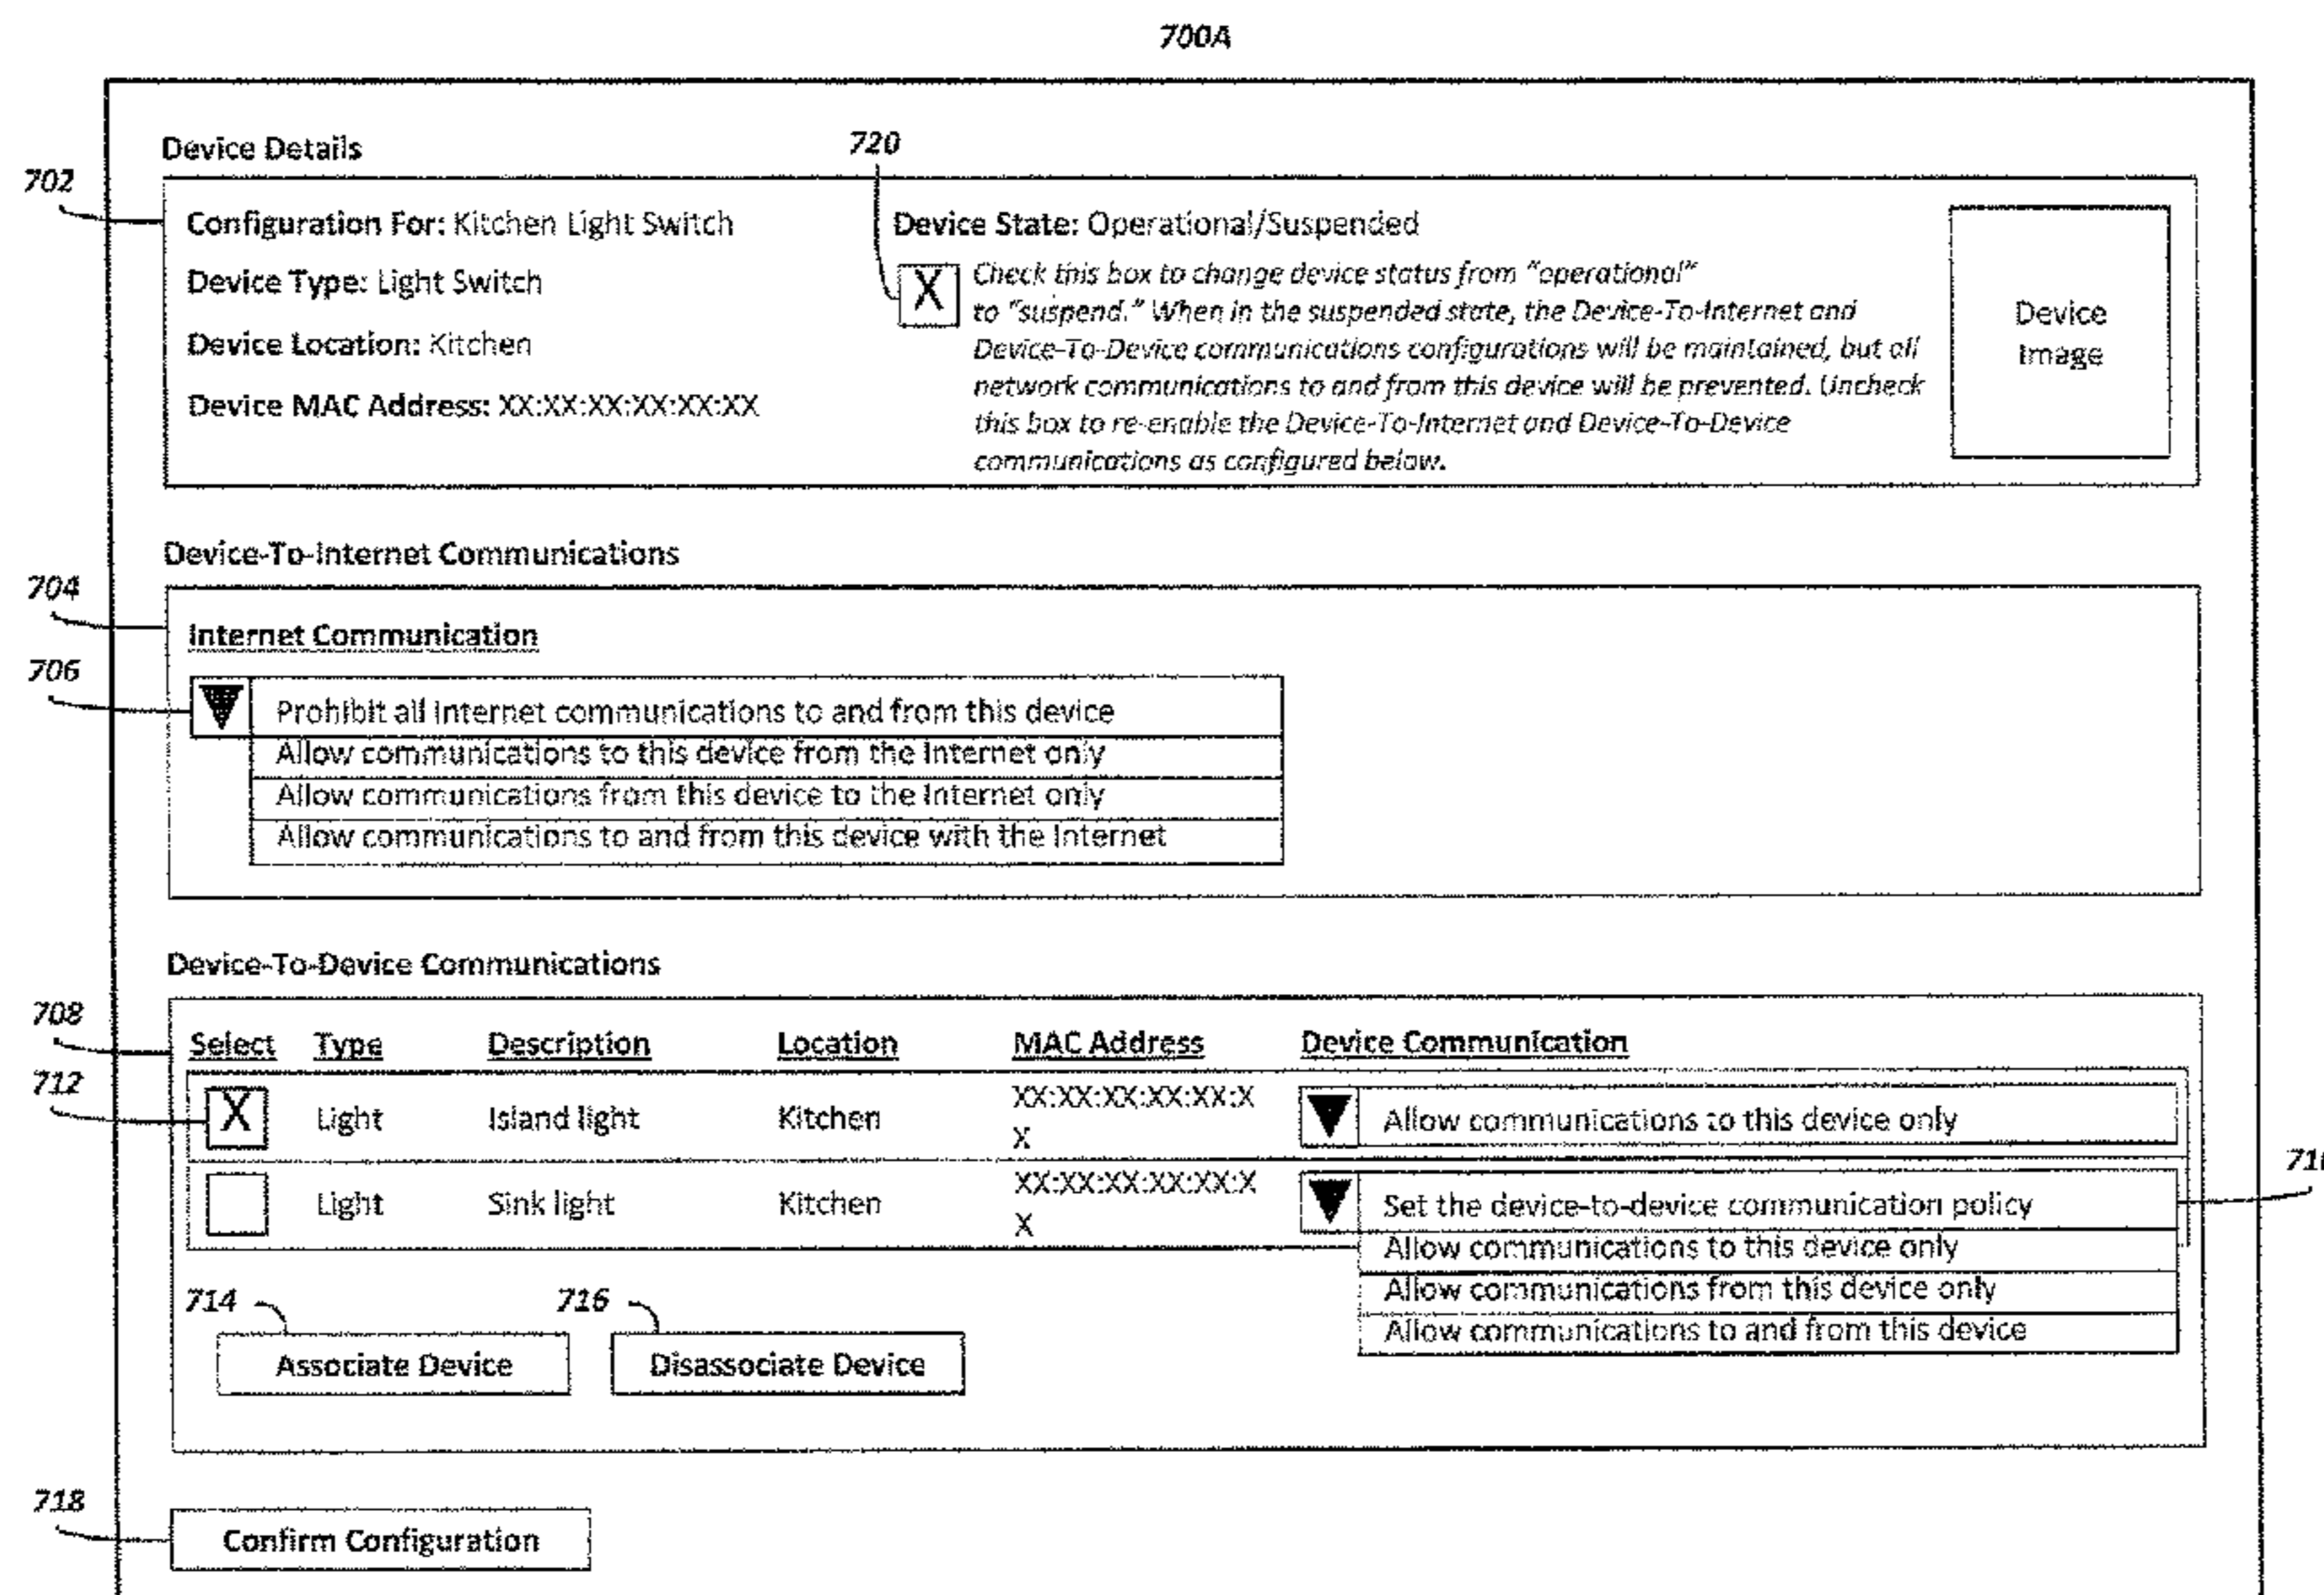 700A
Device Details
720
702
Configuration For: Kitchen Light Switch
Device State: Operational/Suspended
Device Type: Light Switch
X
Check this box to change device status from "operational"
to "suspend." When in the suspended state, the Device-To-Internet and
Device-To-Device communications configurations will be maintained, but all
network communications to and from this device will be prevented. Uncheck
this box to re-enable the Device-To-Internet and Device-To-Device
communications as configured below.
Device Location: Kitchen
Device MAC Address: XX:XX:XX:XX:XX:XX
Device
Image
Device-To-Internet Communications
704
Internet Communication
706
Prohibit all Internet communications to and from this device
Allow communications to this device from the Internet only
Allow communications from this device to the Internet only
Allow communications to and from this device with the Internet
Device-To-Device Communications
708
Select Type Description Location MAC Address Device Communication
712
X Light Island light Kitchen XX:XX:XX:XX:XX:X
X
Allow communications to this device only
Light Sink light Kitchen XX:XX:XX:XX:XX:X
X
Set the device-to-device communication policy
Allow communications to this device only
Allow communications from this device only
Allow communications to and from this device
714
716
Associate Device
Disassociate Device
718
Confirm Configuration